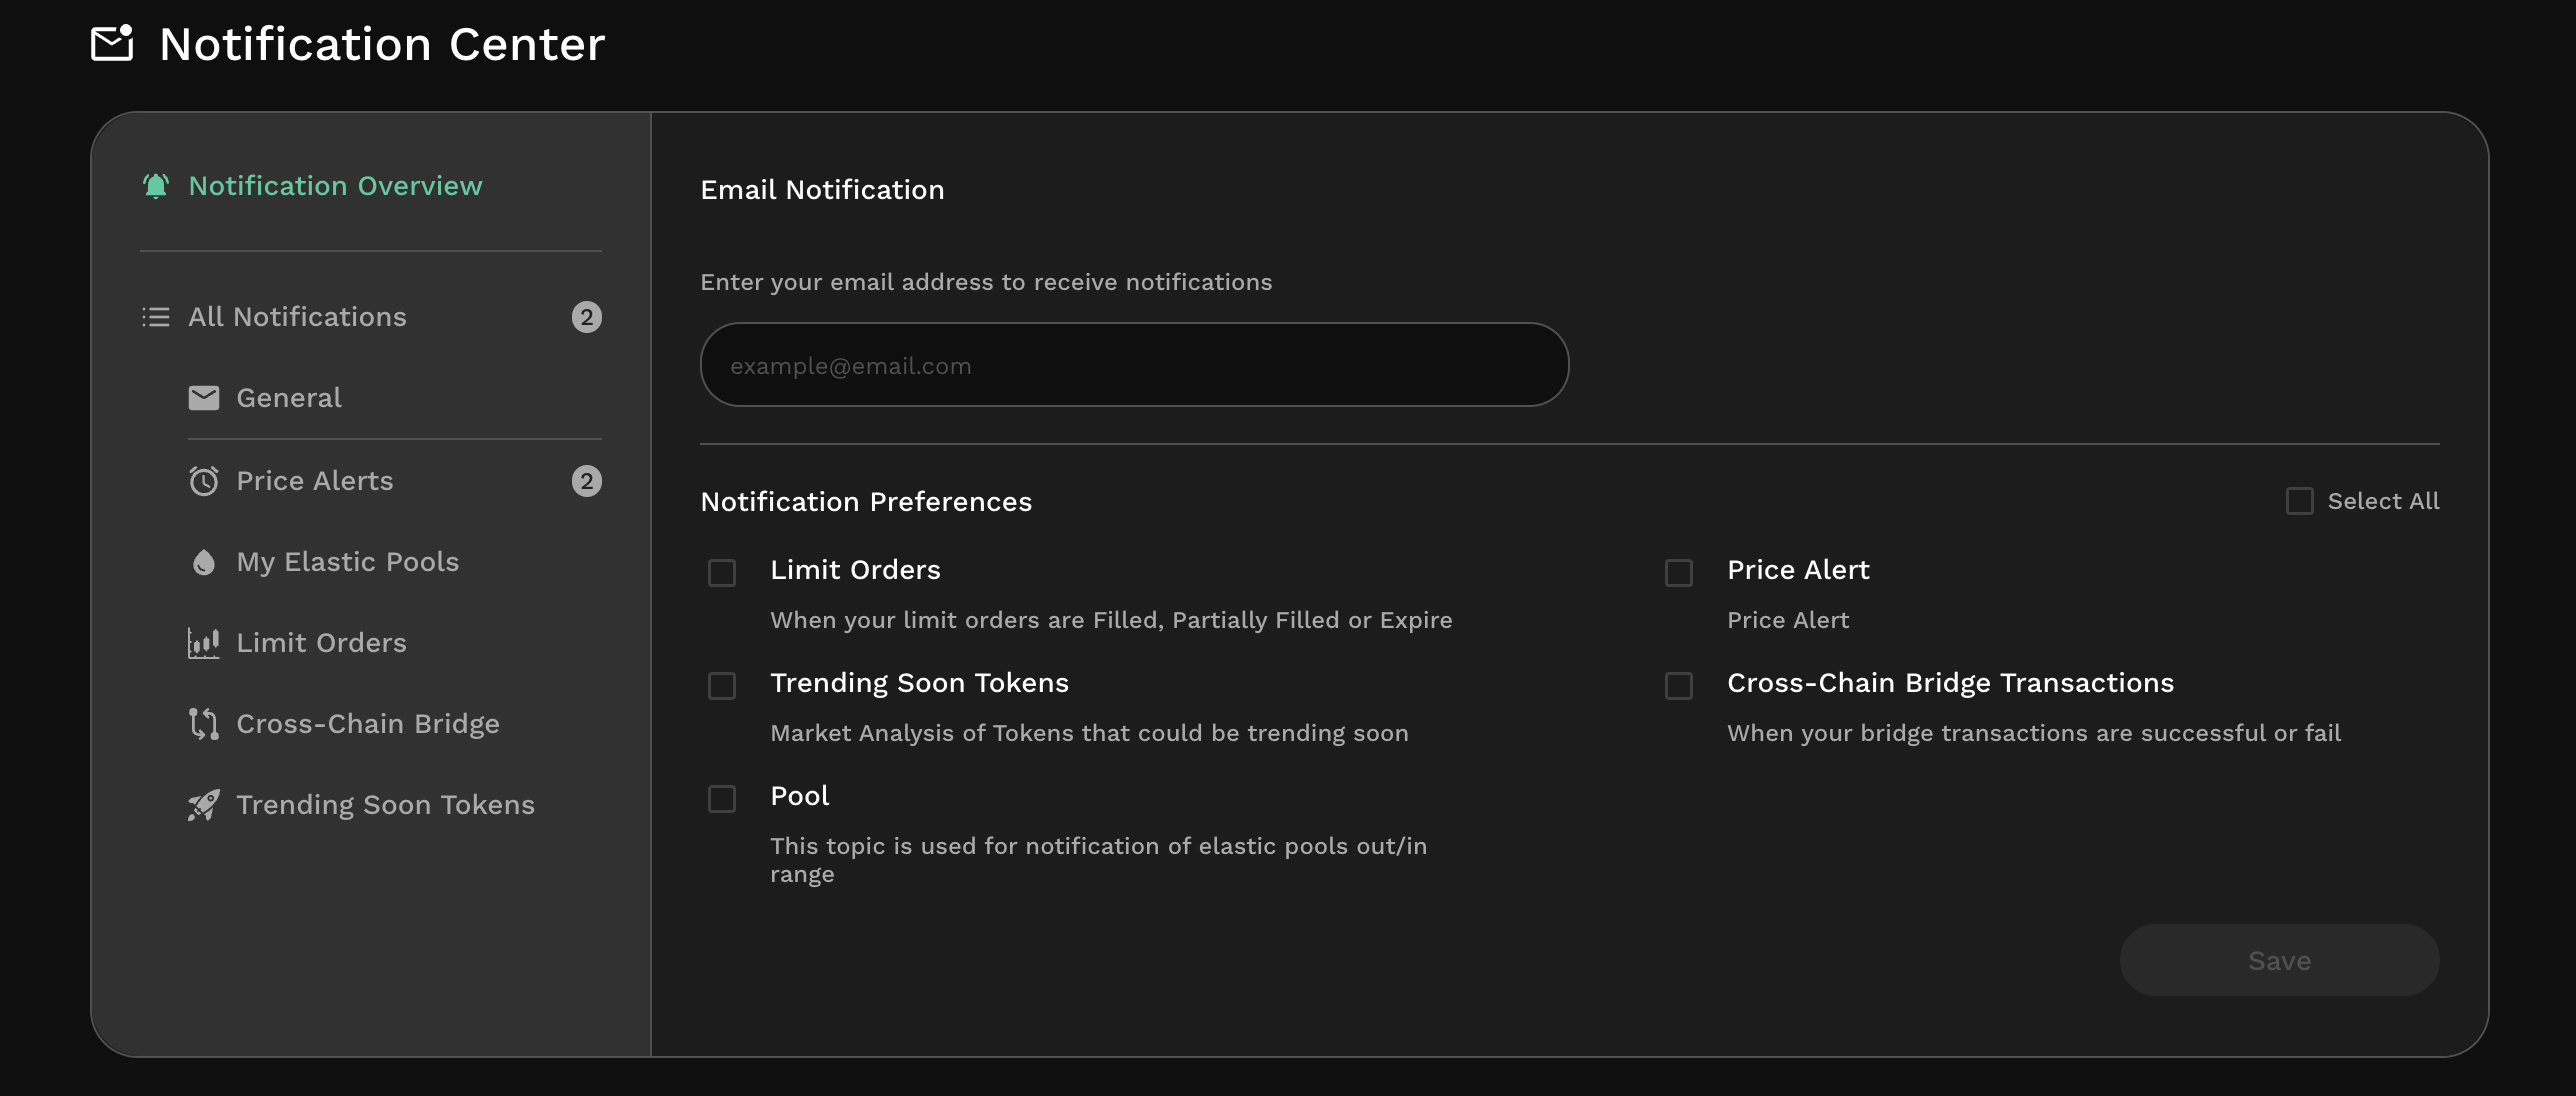 Notification Center
Notification Overview
All Notifications 2
General
Price Alerts 2
My Elastic Pools
Limit Orders
Cross-Chain Bridge
Trending Soon Tokens
Email Notification
Enter your email address to receive notifications
example@email.com
Notification Preferences
Select All
Limit Orders
When your limit orders are Filled, Partially Filled or Expire
Price Alert
Price Alert
Trending Soon Tokens
Market Analysis of Tokens that could be trending soon
Cross-Chain Bridge Transactions
When your bridge transactions are successful or fail
Pool
This topic is used for notification of elastic pools out/in
range
Save